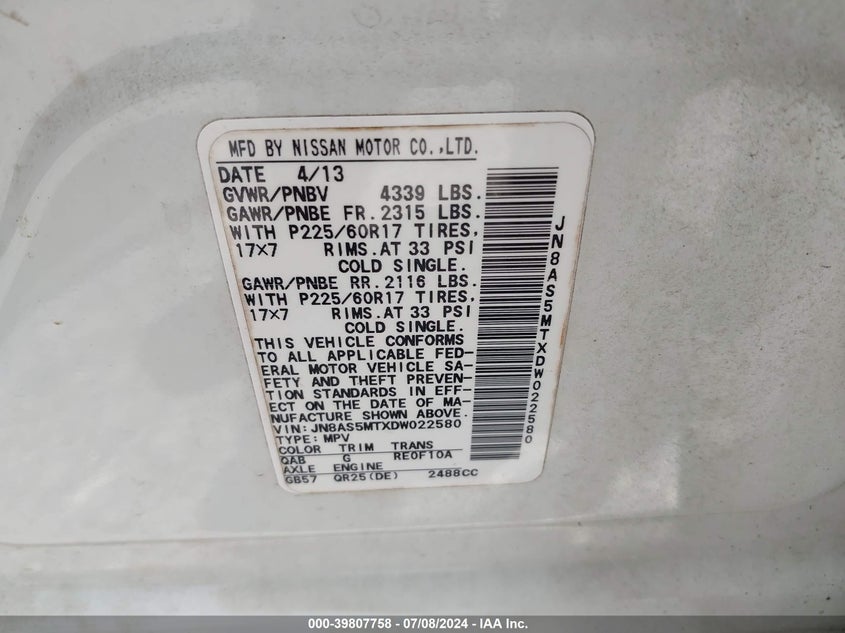 MFD BY NISSAN MOTOR CO.,LTD.
DATE 4/13
GVWR/PNBV 4339 LBS.
GAWR/PNBE FR.2315 LBS.
WITH P225/60R17 TIRES,
17×7 RIMS.AT 33 PSI
COLD SINGLE.
GAWR/PNBE RR.2116 LBS.
WITH P225/60R17 TIRES,
17×7 RIMS.AT 33 PSI
COLD SINGLE.
THIS VEHICLE CONFORMS
TO ALL APPLICABLE FED-
ERAL MOTOR VEHICLE SA-
FETY AND THEFT PREVEN-
TION STANDARDS IN EFF-
ECT ON THE DATE OF MA-
NUFACTURE SHOWN ABOVE.
VIN: JN8AS5MTXDW022580
TYPE: MPV
COLOR TRIM TRANS
QAB G RE0F10A
AXLE ENGINE
GB57 QR25(DE) 2488CC
JN8AS5MTXDW022580
000-39807758 - 07/08/2024 - IAA Inc.